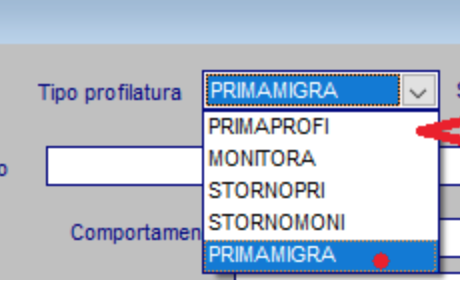 Tipo profilatura PRIMAMIGRA
PRIMAPROFI
MONITORA
STORNOPRI
Comportamen STORNOMONI
PRIMAMIGRA